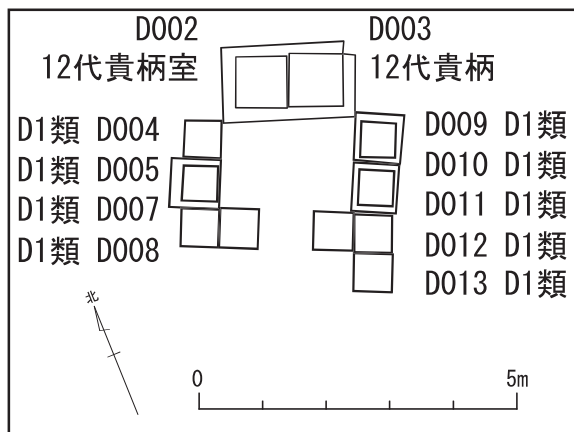 D002 D003
12代貴柄室 12代貴柄
D1類 D004 D009 D1類
D1類 D005 D010 D1類
D1類 D007 D011 D1類
D1類 D008 D012 D1類
D013 D1類
北
0 5m